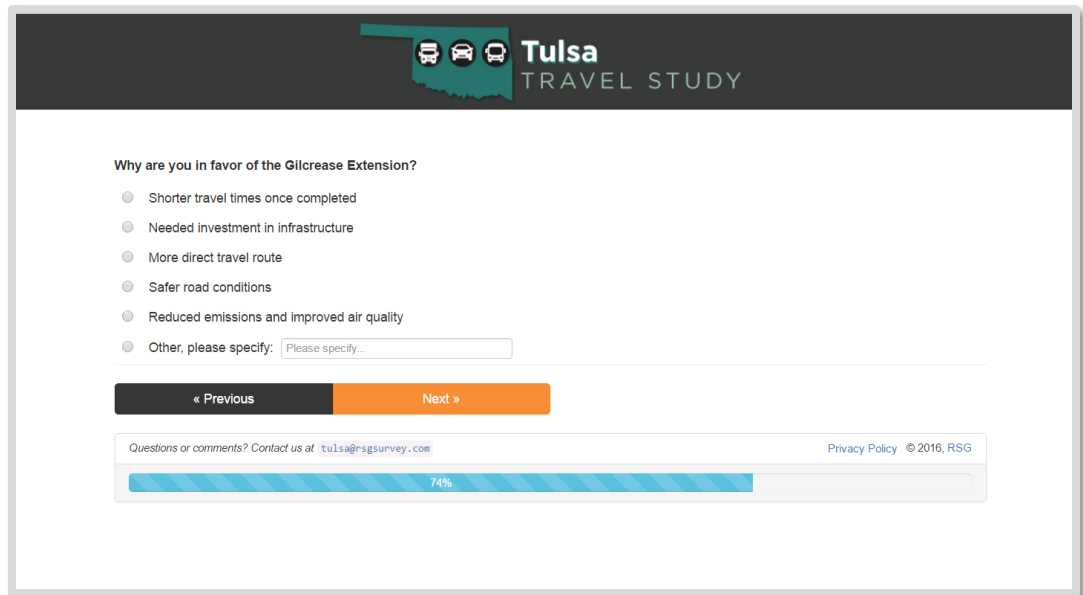 Tulsa
TRAVEL STUDY
Why are you in favor of the Gilcrease Extension?
Shorter travel times once completed
Needed investment in infrastructure
More direct travel route
Safer road conditions
Reduced emissions and improved air quality
Other, please specify: Please specify...
« Previous Next »
Questions or comments? Contact us at tulsa@rsgsurvey.com Privacy Policy © 2016, RSG
74%